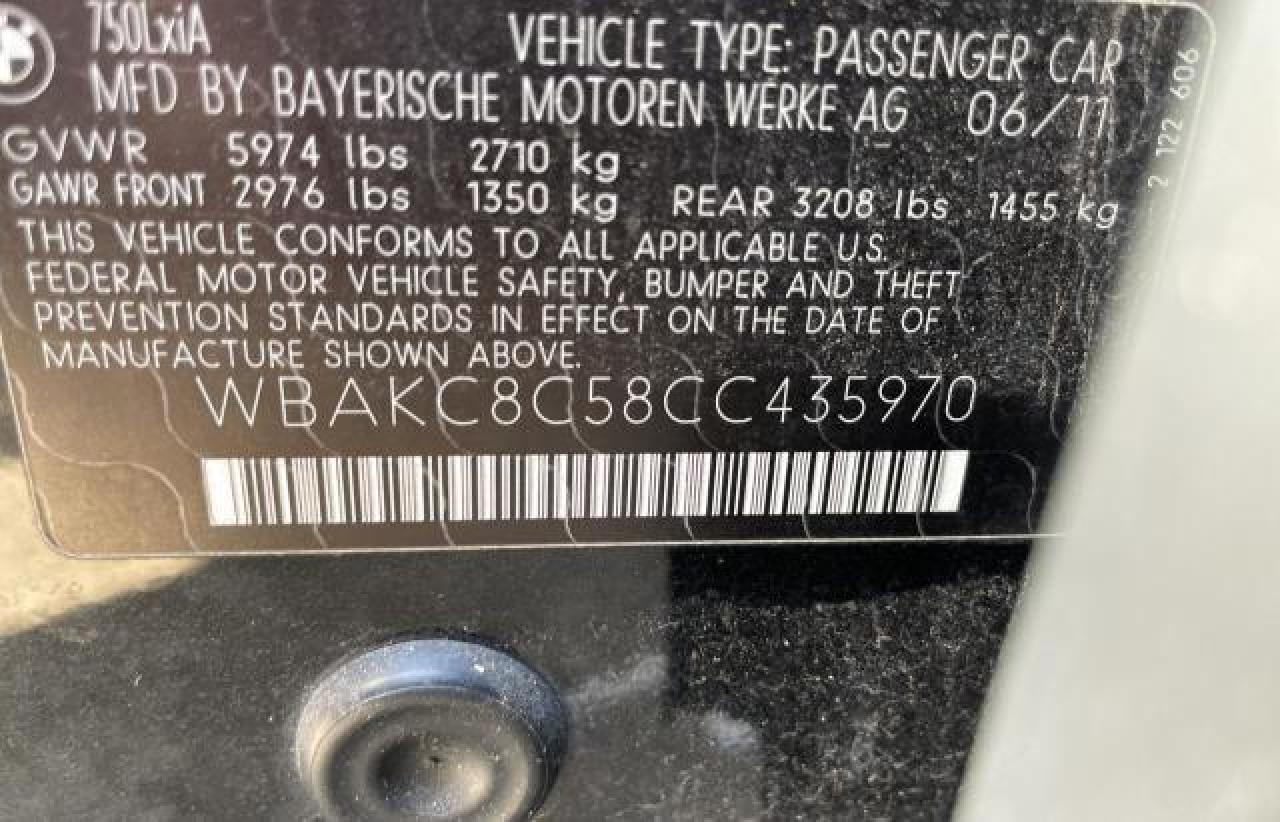 750LxiA
VEHICLE TYPE: PASSENGER CAR
MFD BY BAYERISCHE MOTOREN WERKE AG 06/11
GVWR 5974 lbs 2710 kg
GAWR FRONT 2976 lbs 1350 kg REAR 3208 lbs 1455 kg
THIS VEHICLE CONFORMS TO ALL APPLICABLE U.S.
FEDERAL MOTOR VEHICLE SAFETY, BUMPER AND THEFT
PREVENTION STANDARDS IN EFFECT ON THE DATE OF
MANUFACTURE SHOWN ABOVE.
WBAKC8C58CC435970
2 122 606